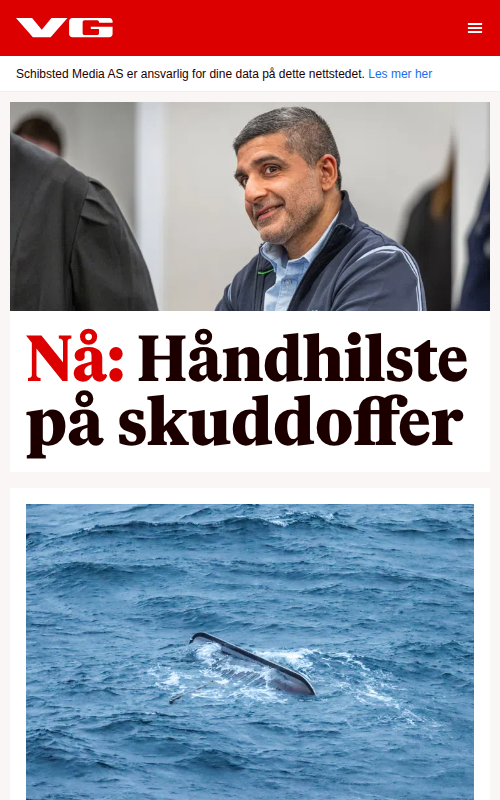 VG
Schibsted Media AS er ansvarlig for dine data på dette nettstedet. Les mer her
Nå: Håndhilste
på skuddoffer